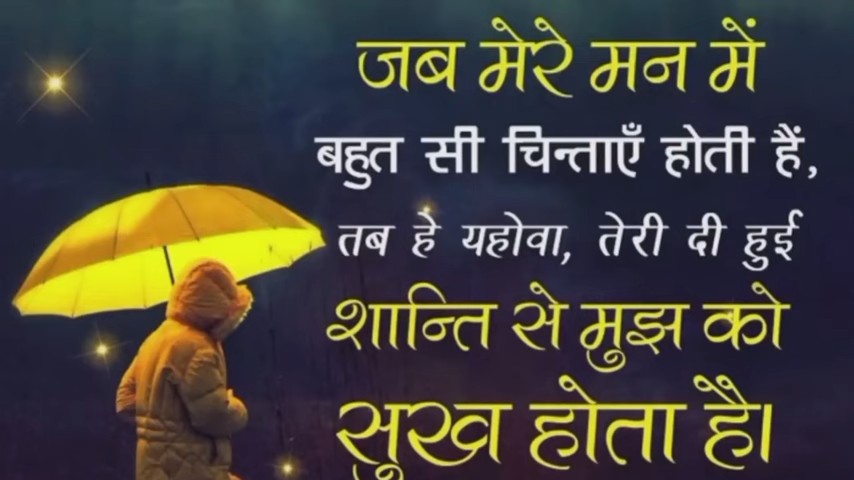 जब मेरे मन में
बहुत सी चिन्ताएँ होती हैं,
तब हे यहोवा, तेरी दी हुई
शान्ति से मुझ को
सुख होता है।